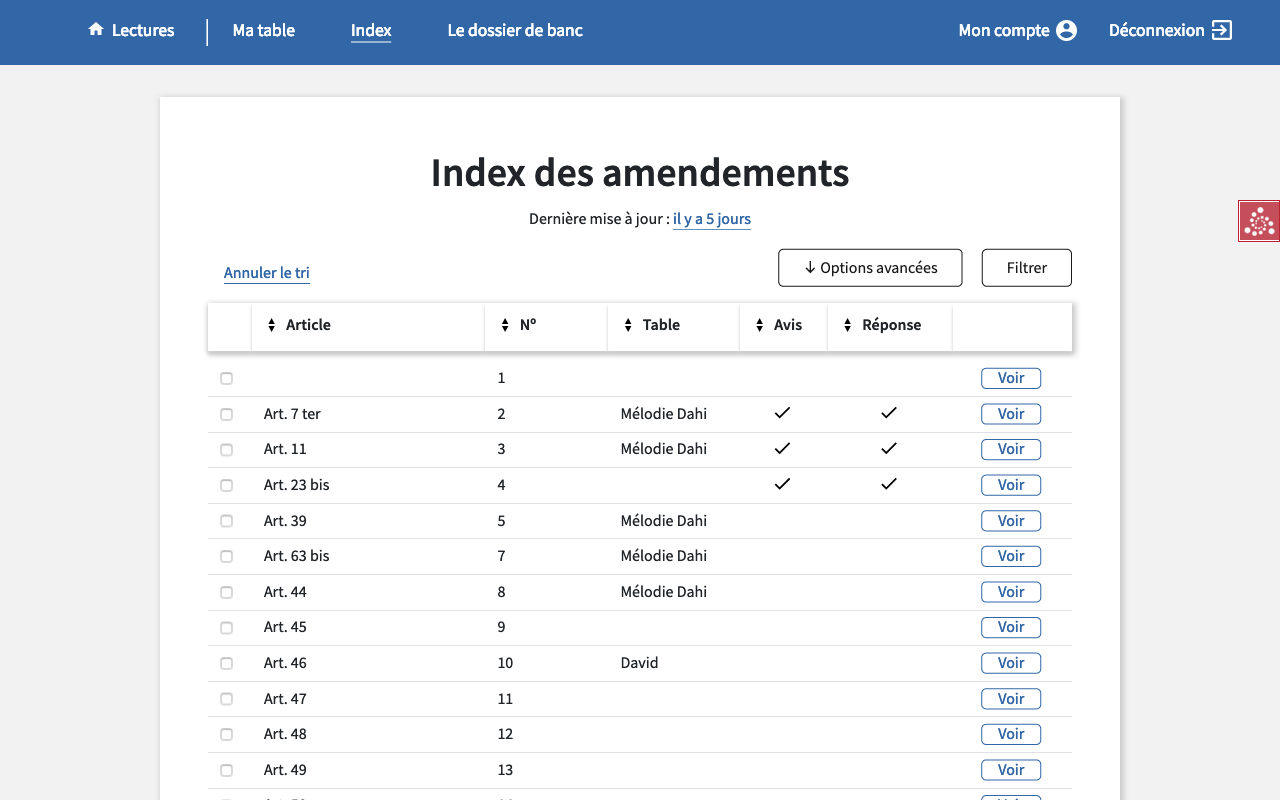 Lectures Ma table Index Le dossier de banc Mon compte Déconnexion
Index des amendements
Dernière mise à jour : il y a 5 jours
Annuler le tri ↓ Options avancées Filtrer
Article Nº Table Avis Réponse
1 Voir
Art. 7 ter 2 Mélodie Dahi ✓ ✓ Voir
Art. 11 3 Mélodie Dahi ✓ ✓ Voir
Art. 23 bis 4 ✓ ✓ Voir
Art. 39 5 Mélodie Dahi Voir
Art. 63 bis 7 Mélodie Dahi Voir
Art. 44 8 Mélodie Dahi Voir
Art. 45 9 Voir
Art. 46 10 David Voir
Art. 47 11 Voir
Art. 48 12 Voir
Art. 49 13 Voir